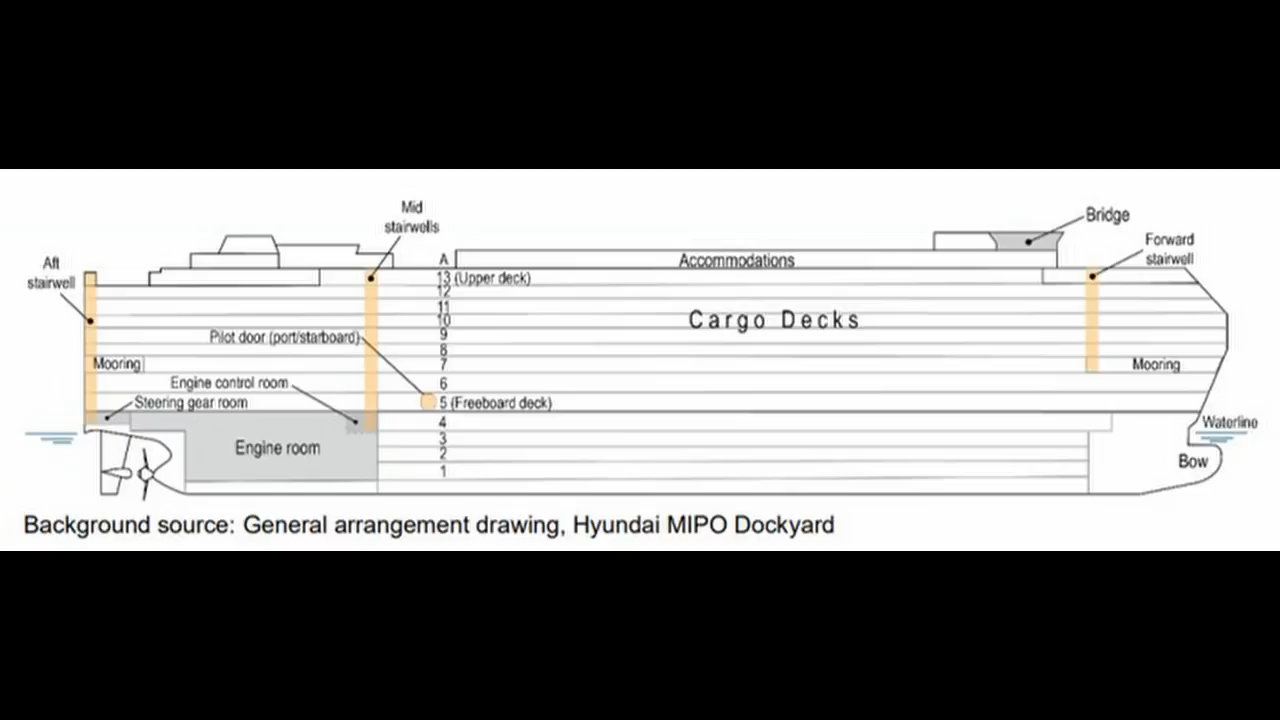 Mid
stairwells
Bridge
Forward
stairwell
Aft
stairwell
A
Accommodations
13 (Upper deck)
12
11
10
Cargo Decks
9
Pilot door (port/starboard)
8
7
Mooring
Mooring
6
Engine control room
5 (Freeboard deck)
Steering gear room
4
Waterline
3
Engine room
2
Bow
1
Background source: General arrangement drawing, Hyundai MIPO Dockyard